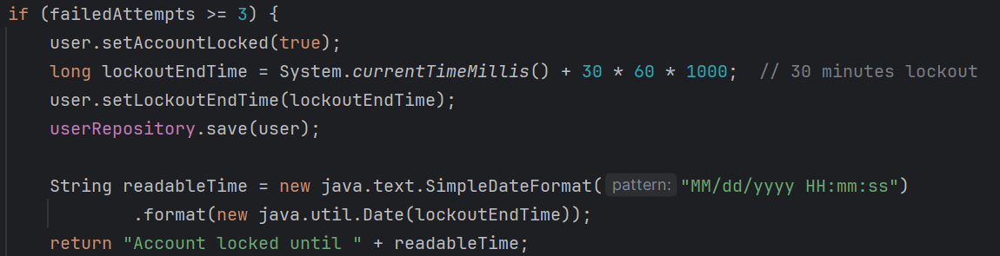 if (failedAttempts >= 3) {
user.setAccountLocked(true);
long lockoutEndTime = System.currentTimeMillis() + 30 * 60 * 1000;  // 30 minutes lockout
user.setLockoutEndTime(lockoutEndTime);
userRepository.save(user);
String readableTime = new java.text.SimpleDateFormat( pattern: "MM/dd/yyyy HH:mm:ss")
.format(new java.util.Date(lockoutEndTime));
return "Account locked until " + readableTime;